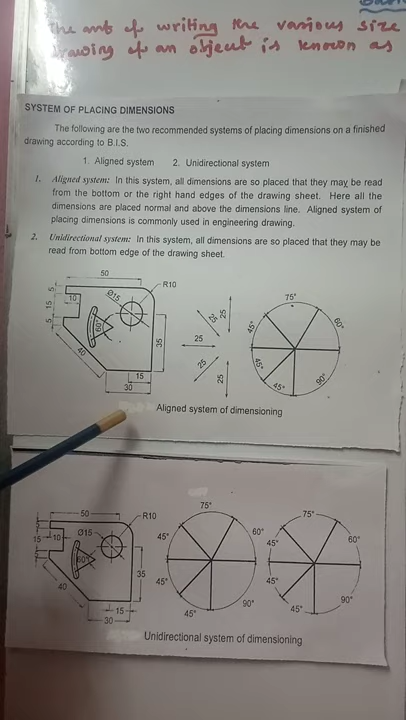 The art of writing the various size
drawing of an object is known as
SYSTEM OF PLACING DIMENSIONS
The following are the two recommended systems of placing dimensions on a finished
drawing according to B.I.S.
1. Aligned system 2. Unidirectional system
1. Aligned system: In this system, all dimensions are so placed that they may be read
from the bottom or the right hand edges of the drawing sheet. Here all the
dimensions are placed normal and above the dimensions line. Aligned system of
placing dimensions is commonly used in engineering drawing.
2. Unidirectional system: In this system, all dimensions are so placed that they may be
read from bottom edge of the drawing sheet.
50
R10
5
10
Ø15
15
5
60°
40
35
15
30
25
25
25
25
25
75°
60°
45°
45°
45°
90°
Aligned system of dimensioning
50
R10
5
15
10
Ø15
5
60°
40
35
15
30
75°
60°
45°
45°
45°
90°
75°
60°
45°
45°
45°
90°
Unidirectional system of dimensioning